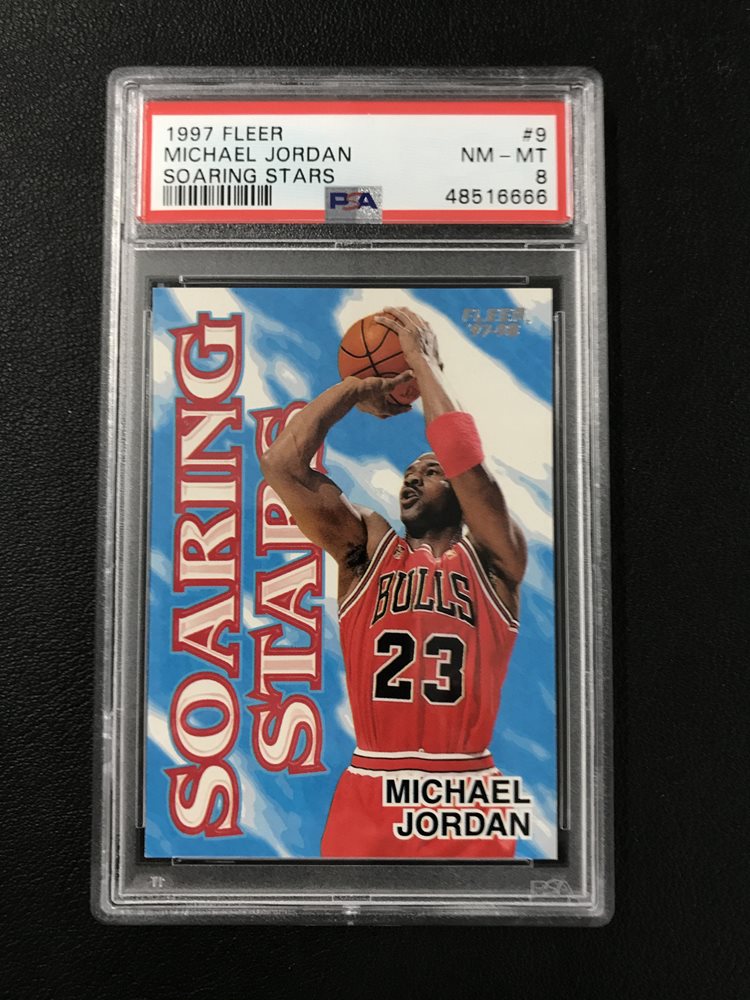 1997 FLEER #9
MICHAEL JORDAN NM - MT
SOARING STARS 8
PSA 48516666
FLEER
'97-98
SOARING
STARS
BULLS
23
MICHAEL
JORDAN
PSA